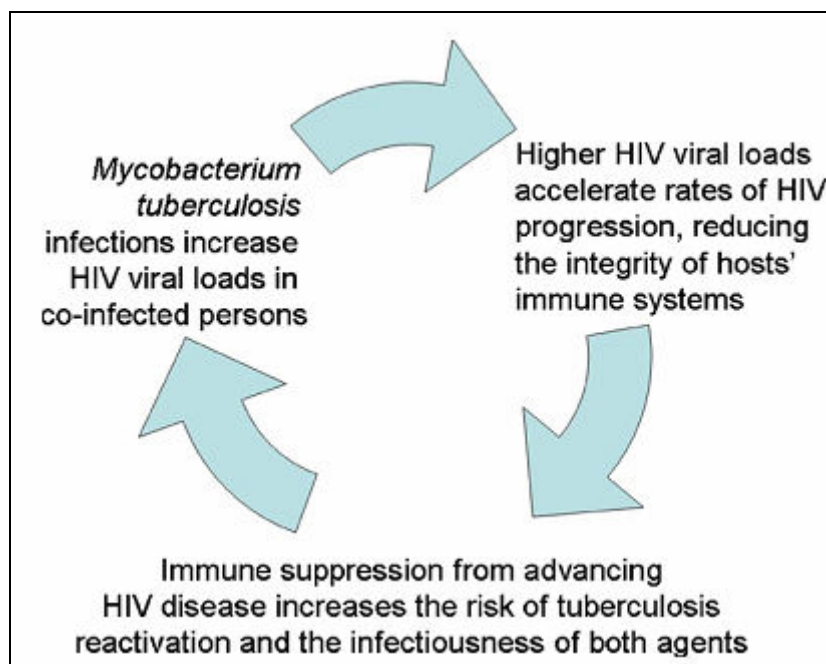 Mycobacterium
tuberculosis
infections increase
HIV viral loads in
co-infected persons
Higher HIV viral loads
accelerate rates of HIV
progression, reducing
the integrity of hosts'
immune systems
Immune suppression from advancing
HIV disease increases the risk of tuberculosis
reactivation and the infectiousness of both agents